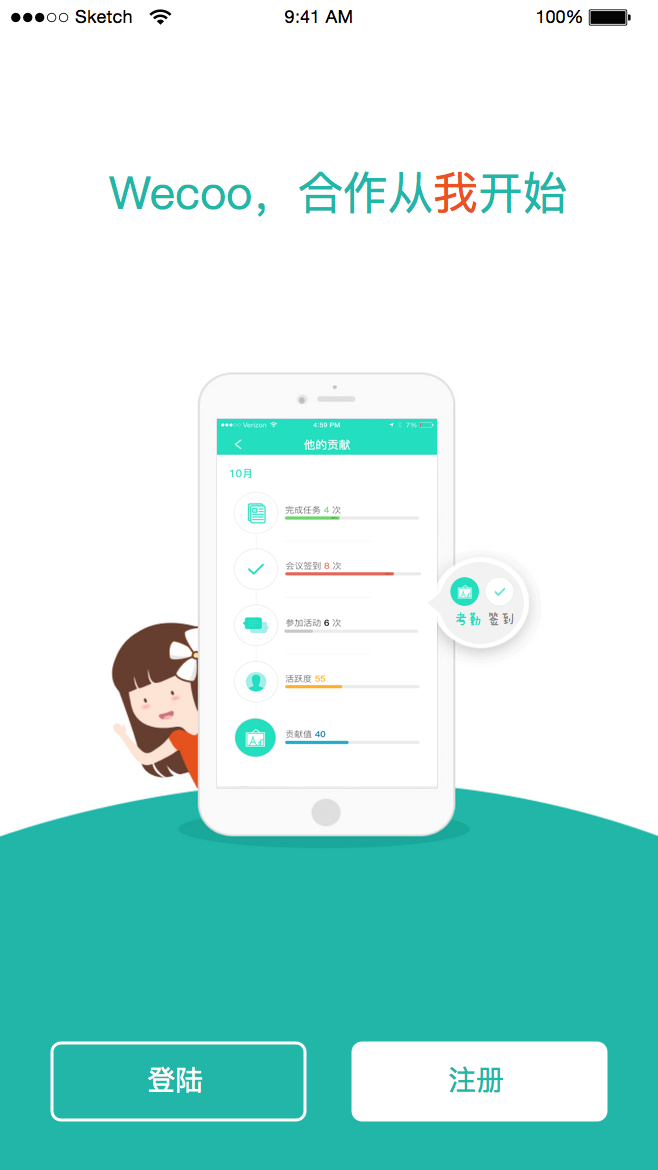 Sketch 9:41 AM 100%
Wecoo，合作从我开始
Verizon 4:59 PM 7%
他的贡献
10月
完成任务 4 次
会议签到 8 次
考勤 签到
参加活动 6 次
活跃度 55
贡献值 40
登陆 注册